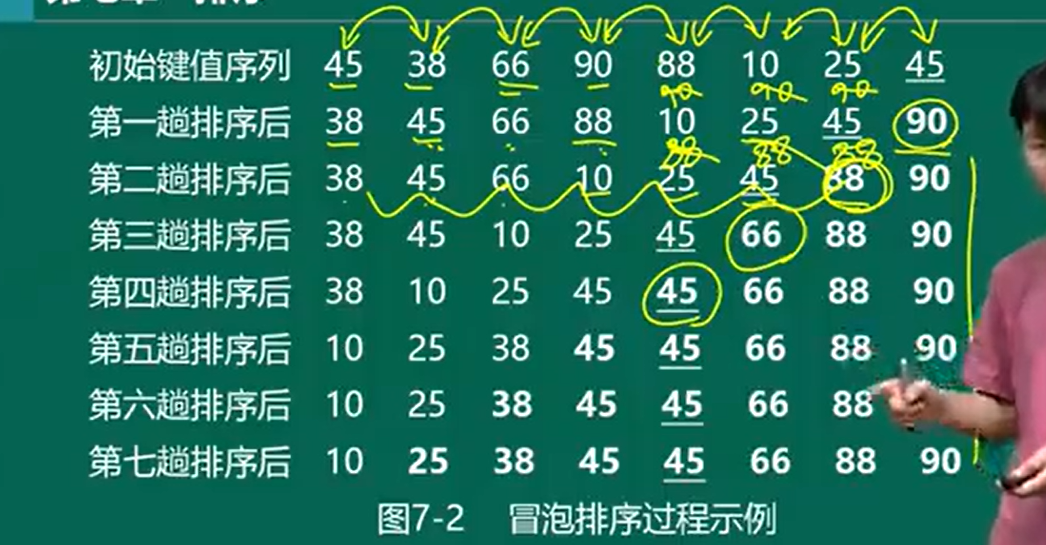 初始键值序列 45 38 66 90 88 10 25 45
90 90 90
第一趟排序后 38 45 66 88 10 25 45 90
88 88 88
第二趟排序后 38 45 66 10 25 45 88 90
第三趟排序后 38 45 10 25 45 66 88 90
第四趟排序后 38 10 25 45 45 66 88 90
第五趟排序后 10 25 38 45 45 66 88 90
第六趟排序后 10 25 38 45 45 66 88
第七趟排序后 10 25 38 45 45 66 88 90
图7-2 冒泡排序过程示例